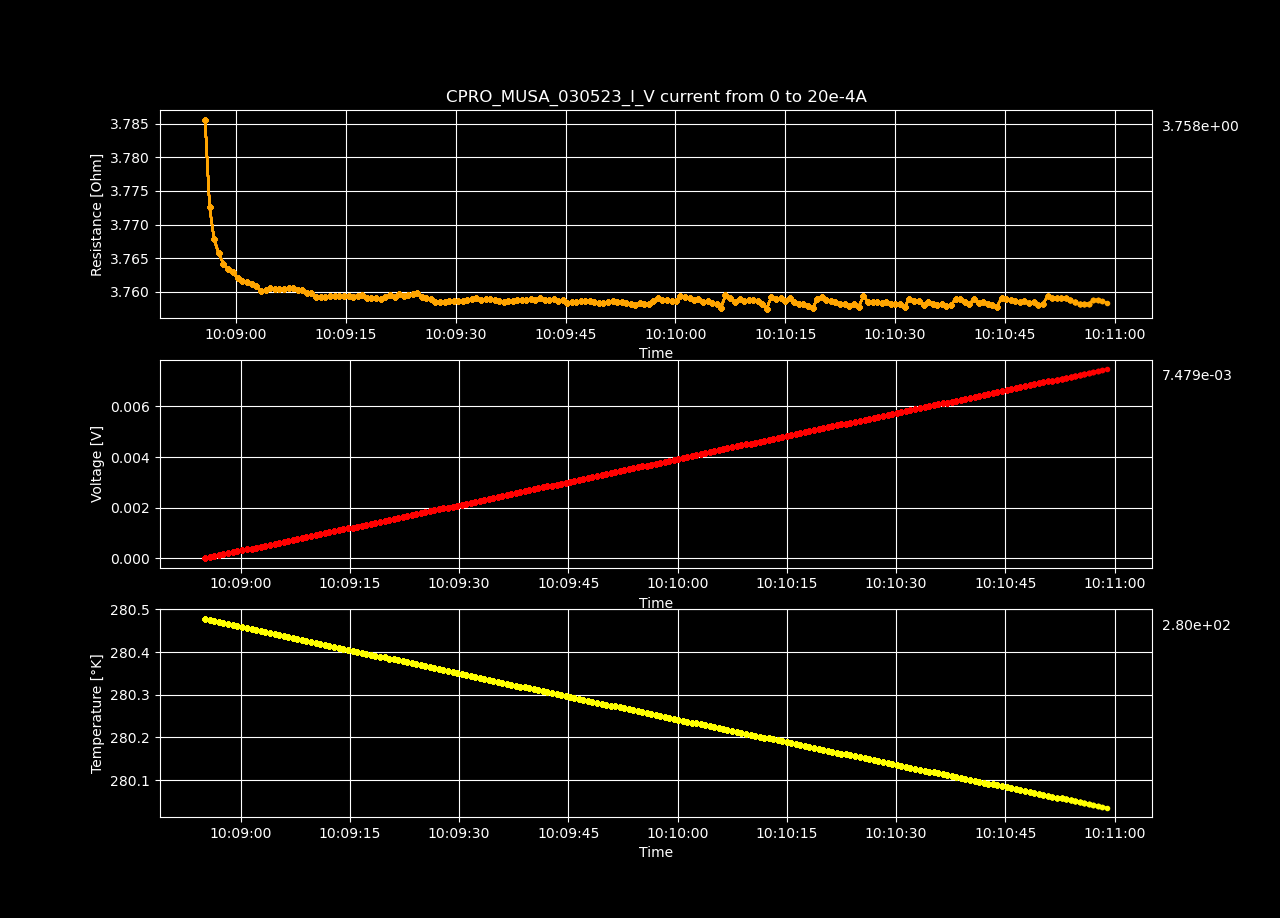 CPRO_MUSA_030523_I_V current from 0 to 20e-4A
3.785
3.780
3.775
3.770
3.765
3.760
Resistance [Ohm]
3.758e+00
10:09:00 10:09:15 10:09:30 10:09:45 10:10:00 10:10:15 10:10:30 10:10:45 10:11:00
Time
0.006
0.004
0.002
0.000
Voltage [V]
7.479e-03
10:09:00 10:09:15 10:09:30 10:09:45 10:10:00 10:10:15 10:10:30 10:10:45 10:11:00
Time
280.5
280.4
280.3
280.2
280.1
Temperature [°K]
2.80e+02
10:09:00 10:09:15 10:09:30 10:09:45 10:10:00 10:10:15 10:10:30 10:10:45 10:11:00
Time